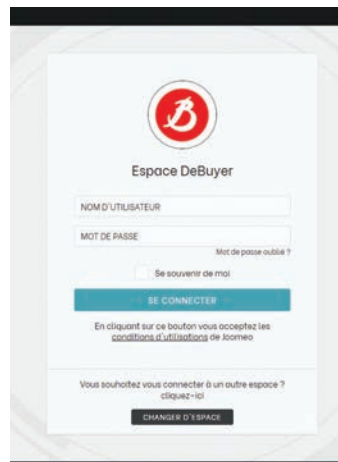 B
Espace DeBuyer
NOM D'UTILISATEUR
MOT DE PASSE
Mot de passe oublié ?
Se souvenir de moi
SE CONNECTER
En cliquant sur ce bouton vous acceptez les
conditions d'utilisations de Joomeo
Vous souhaitez vous connecter à un autre espace ?
cliquez-ici
CHANGER D'ESPACE